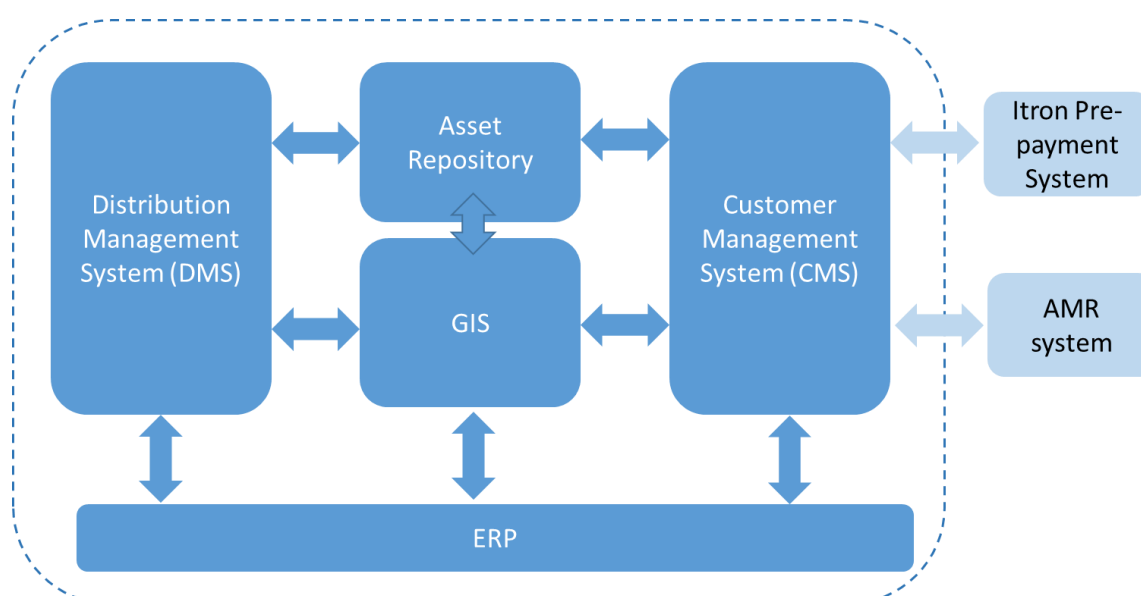 Distribution
Management
System (DMS)
Asset
Repository
GIS
Customer
Management
System (CMS)
Itron Pre-
payment
System
AMR
system
ERP